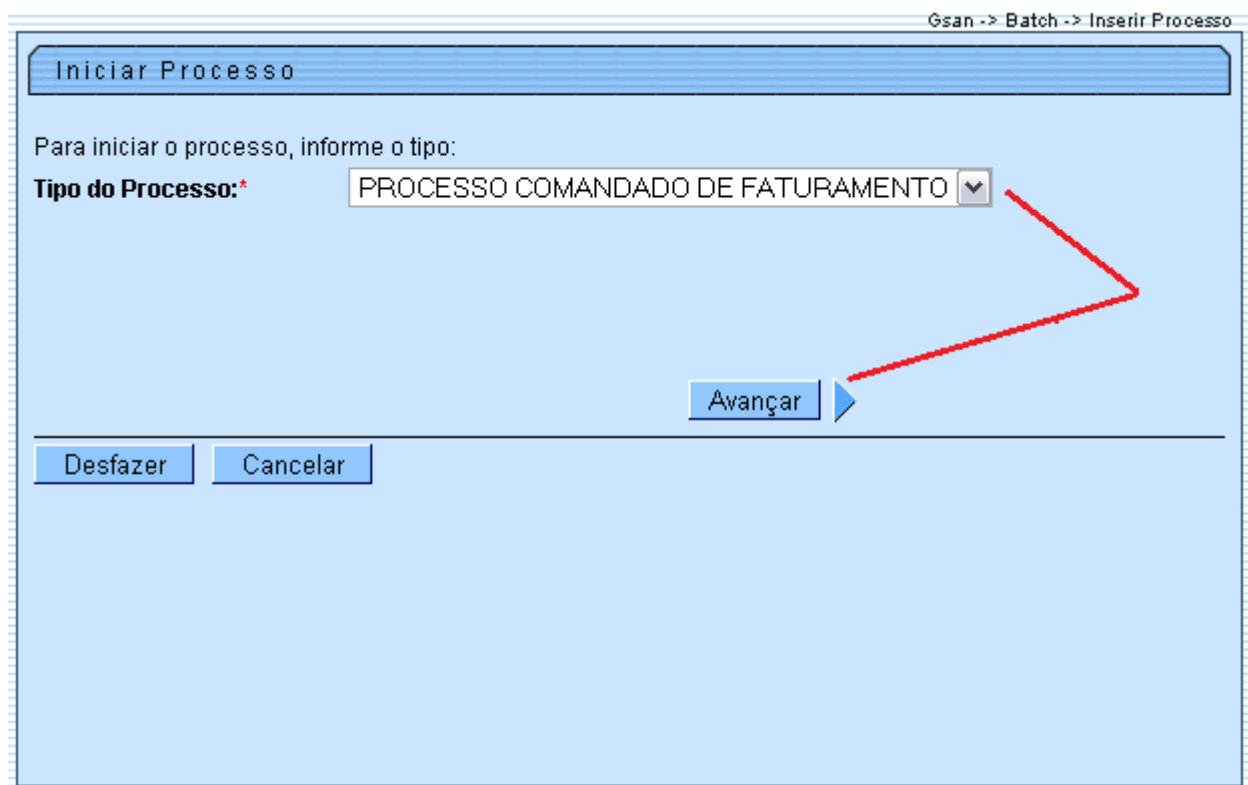 Gsan -> Batch -> Inserir Processo
Iniciar Processo
Para iniciar o processo, informe o tipo:
Tipo do Processo:* PROCESSO COMANDADO DE FATURAMENTO
Avançar
Desfazer Cancelar